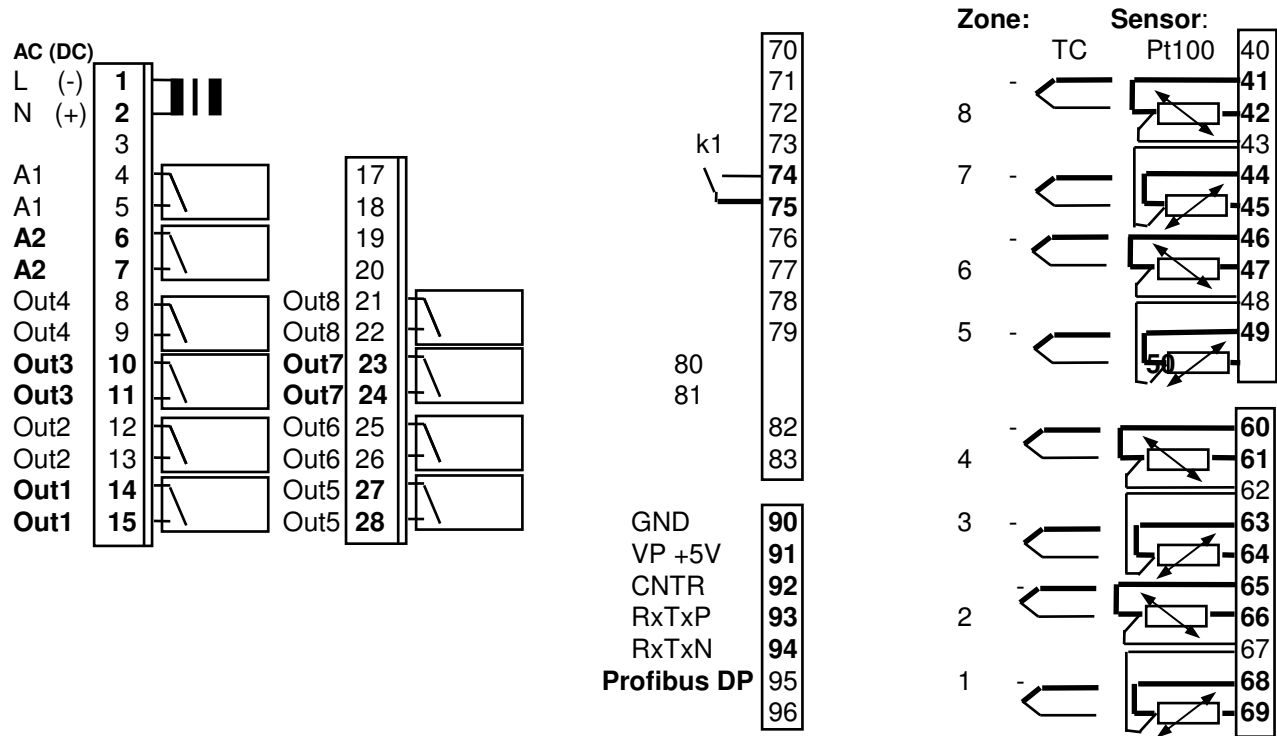 Zone: Sensor:
AC (DC) 70 TC Pt100 40
L (-) 1 71 - 41
N (+) 2 72 8 42
3 k1 73 43
A1 4 17 74 7 - 44
A1 5 18 75 45
A2 6 19 76 - 46
A2 7 20 77 6 47
Out4 8 Out8 21 78 48
Out4 9 Out8 22 79 5 - 49
Out3 10 Out7 23 80 50
Out3 11 Out7 24 81
Out2 12 Out6 25 82 - 60
Out2 13 Out6 26 83 4 61
Out1 14 Out5 27 62
Out1 15 Out5 28 GND 90 3 - 63
VP +5V 91 64
CNTR 92 - 65
RxTxP 93 2 66
RxTxN 94 67
Profibus DP 95 1 - 68
96 69